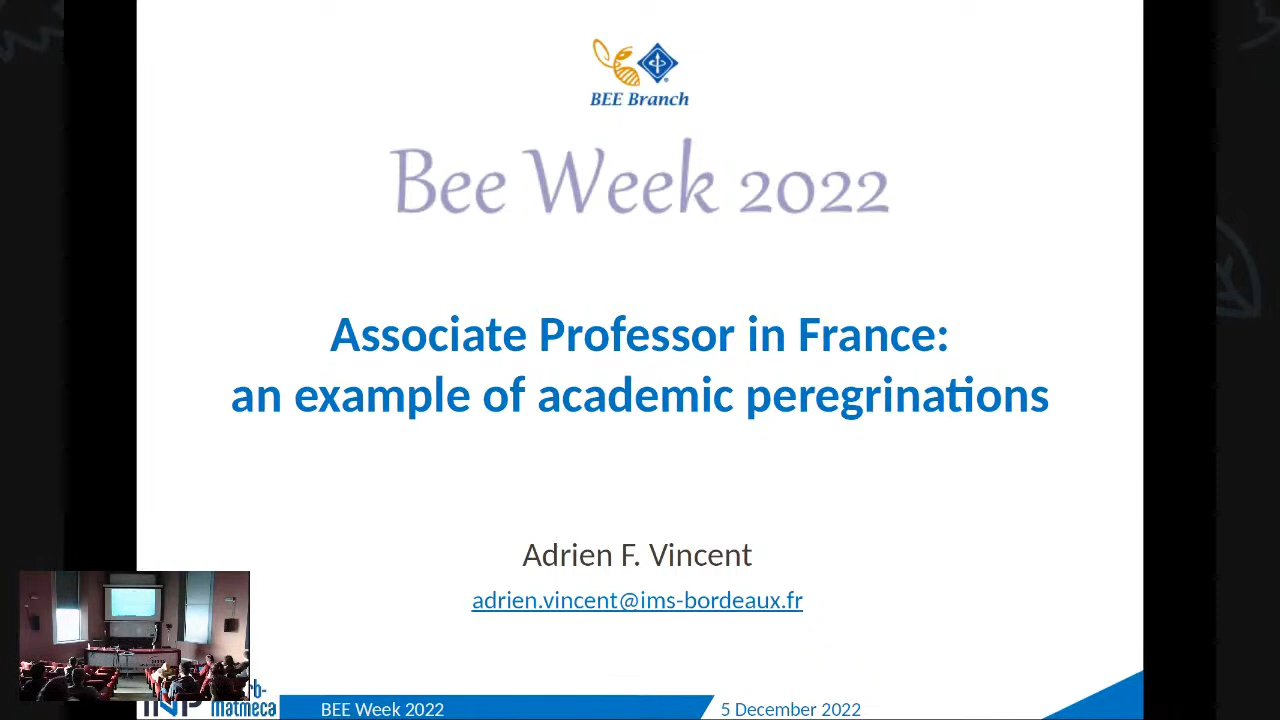 BEE Branch
Bee Week 2022
Associate Professor in France:
an example of academic peregrinations
Adrien F. Vincent
adrien.vincent@ims-bordeaux.fr
matmeca
BEE Week 2022
5 December 2022